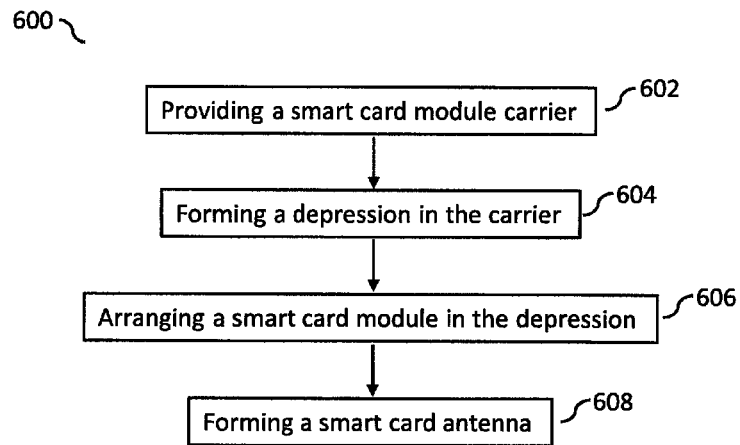 600
Providing a smart card module carrier
602
Forming a depression in the carrier
604
Arranging a smart card module in the depression
606
Forming a smart card antenna
608